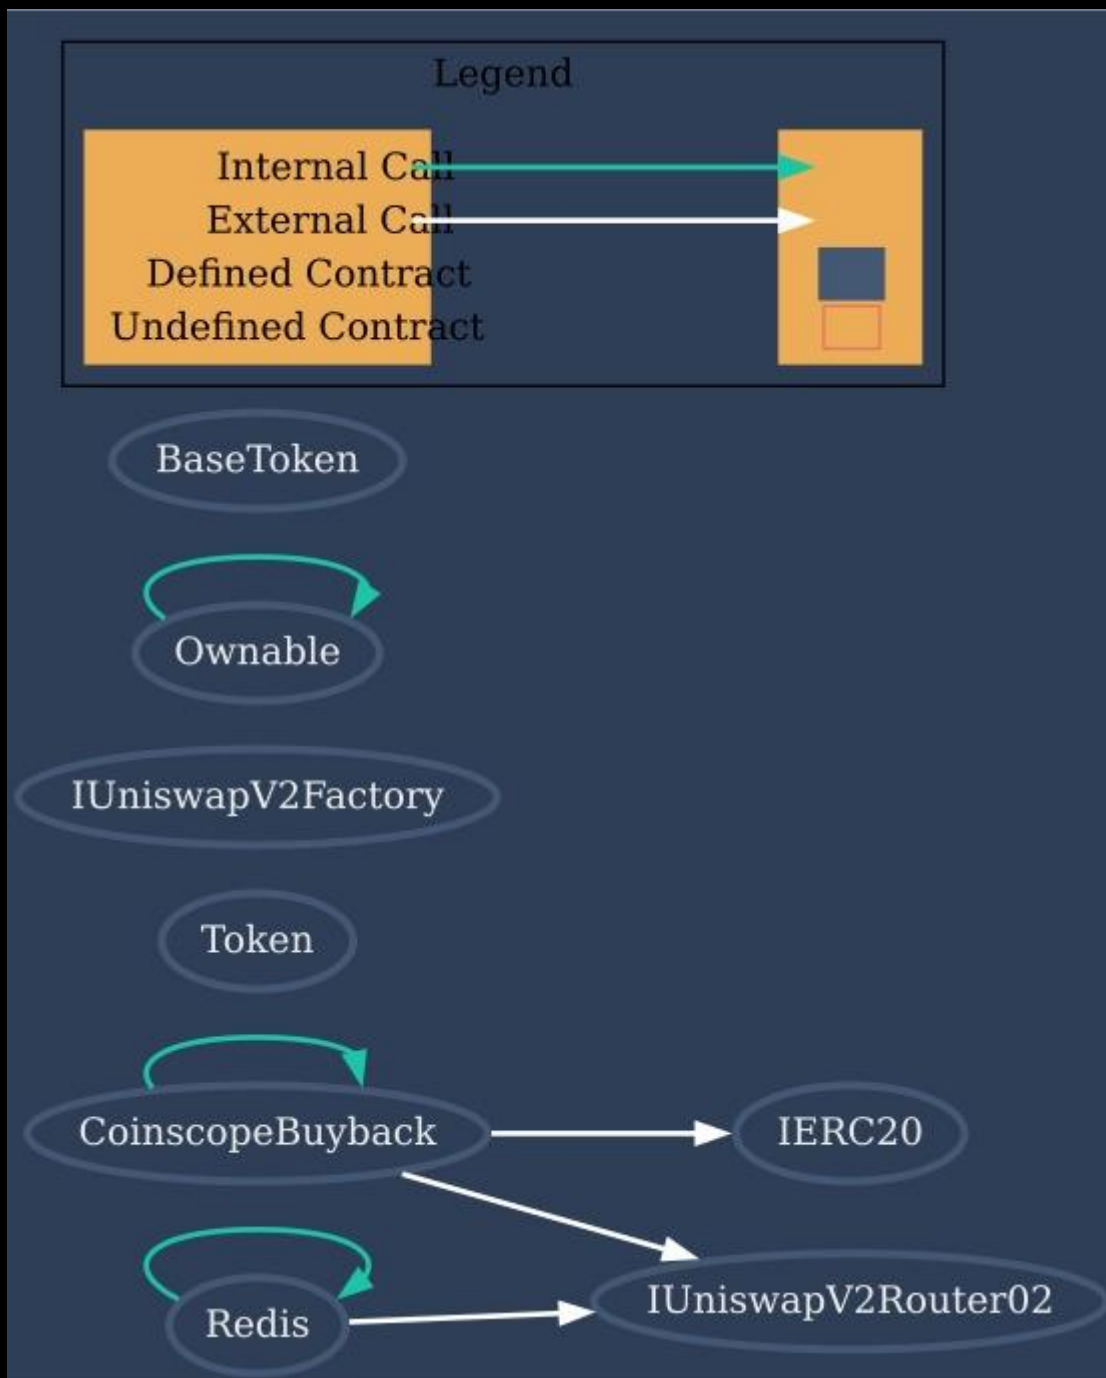 Legend
Internal Call
External Call
Defined Contract
Undefined Contract
BaseToken
Ownable
IUniswapV2Factory
Token
CoinscopeBuyback
IERC20
Redis
IUniswapV2Router02